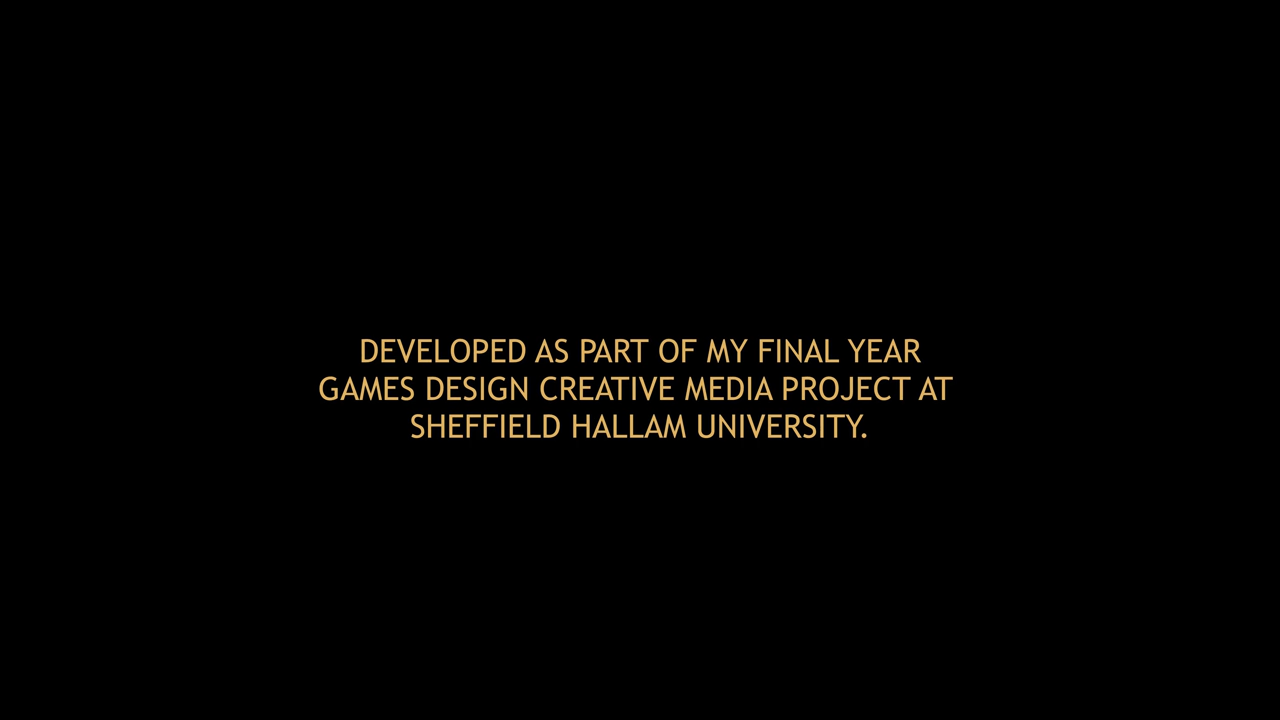 DEVELOPED AS PART OF MY FINAL YEAR
GAMES DESIGN CREATIVE MEDIA PROJECT AT
SHEFFIELD HALLAM UNIVERSITY.